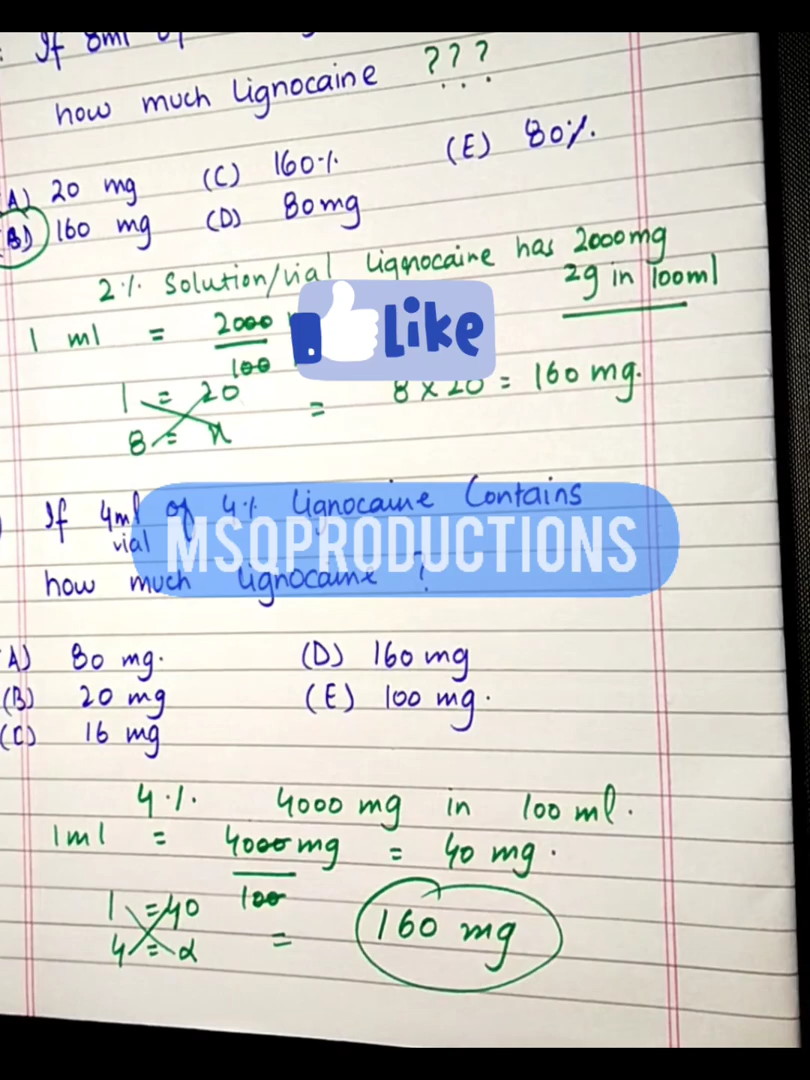 If 8ml of
how much Lignocaine ???
(A) 20 mg (C) 160% (E) 80%
(B) 160 mg (D) 80mg
2% Solution/vial Lignocaine has 2000mg
2g in 100ml
1 ml = 2000
100
Like
1 = 20
8 = x = 8 x 20 = 160 mg.
If 4ml of 4% Lignocaine Contains
vial
MSQPRODUCTIONS
how much lignocaine ?
A) 80 mg. (D) 160 mg
(B) 20 mg (E) 100 mg.
(C) 16 mg
4% 4000 mg in 100 ml.
1ml = 4000 mg = 40 mg.
100
1 = 40
4 = x = 160 mg